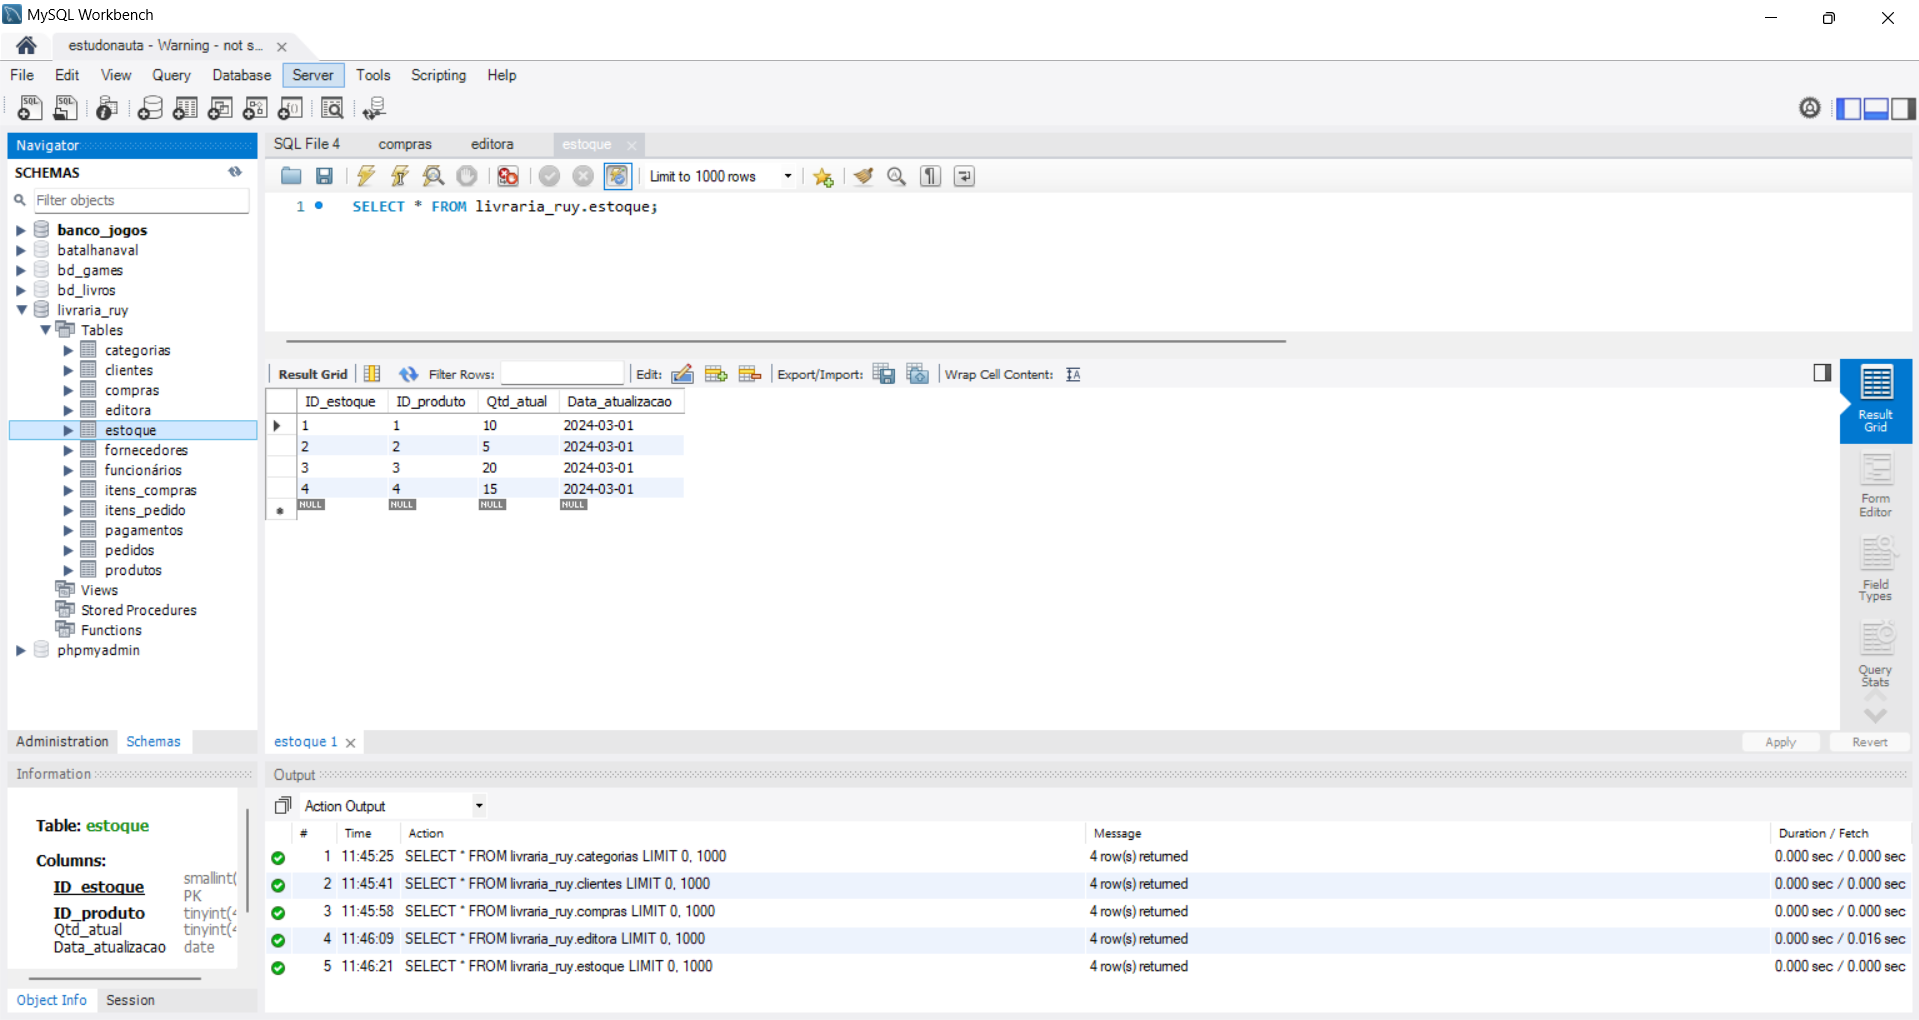 MySQL Workbench
estudonauta - Warning - not s...
File Edit View Query Database Server Tools Scripting Help
Navigator
SCHEMAS
Filter objects
banco_jogos
batalhanaval
bd_games
bd_livros
livraria_ruy
Tables
categorias
clientes
compras
editora
estoque
fornecedores
funcionários
itens_compras
itens_pedido
pagamentos
pedidos
produtos
Views
Stored Procedures
Functions
phpmyadmin
Administration Schemas
Information
Table: estoque
Columns:
ID_estoque smallint(
PK
ID_produto tinyint(4
Qtd_atual tinyint(4
Data_atualizacao date
Object Info Session
SQL File 4 compras editora estoque
Limit to 1000 rows
1 SELECT * FROM livraria_ruy.estoque;
Result Grid Filter Rows: Edit: Export/Import: Wrap Cell Content:
ID_estoque ID_produto Qtd_atual Data_atualizacao
1 1 10 2024-03-01
2 2 5 2024-03-01
3 3 20 2024-03-01
4 4 15 2024-03-01
NULL NULL NULL NULL
Result
Grid
Form
Editor
Field
Types
Query
Stats
estoque 1 Apply Revert
Output
Action Output
# Time Action Message Duration / Fetch
1 11:45:25 SELECT * FROM livraria_ruy.categorias LIMIT 0, 1000 4 row(s) returned 0.000 sec / 0.000 sec
2 11:45:41 SELECT * FROM livraria_ruy.clientes LIMIT 0, 1000 4 row(s) returned 0.000 sec / 0.000 sec
3 11:45:58 SELECT * FROM livraria_ruy.compras LIMIT 0, 1000 4 row(s) returned 0.000 sec / 0.000 sec
4 11:46:09 SELECT * FROM livraria_ruy.editora LIMIT 0, 1000 4 row(s) returned 0.000 sec / 0.016 sec
5 11:46:21 SELECT * FROM livraria_ruy.estoque LIMIT 0, 1000 4 row(s) returned 0.000 sec / 0.000 sec